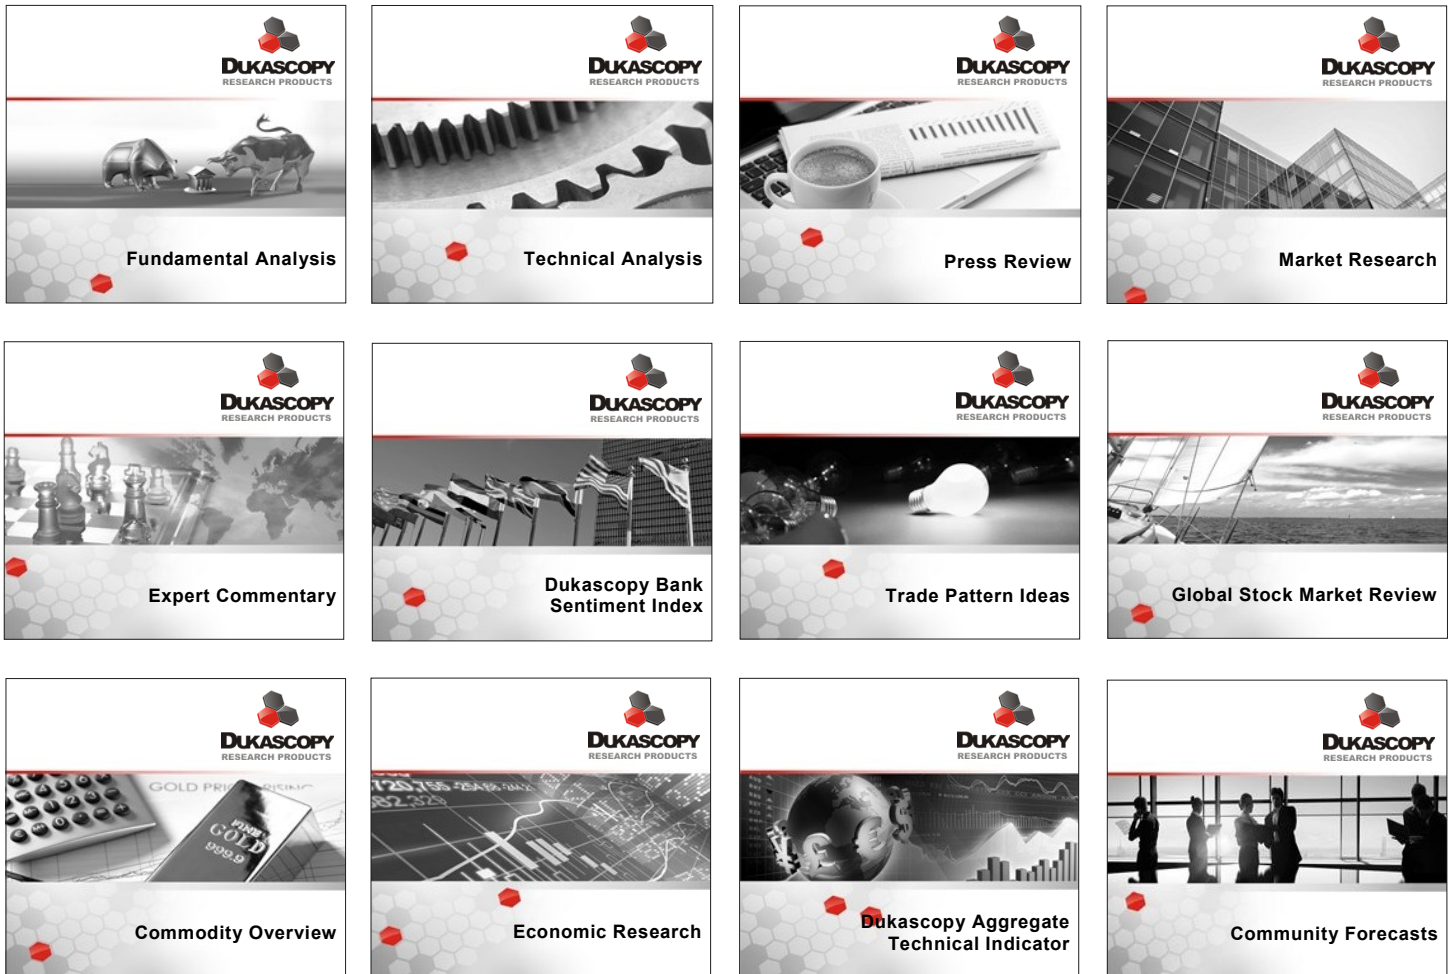 DUKASCOPY
RESEARCH PRODUCTS
Fundamental Analysis
DUKASCOPY
RESEARCH PRODUCTS
Technical Analysis
DUKASCOPY
RESEARCH PRODUCTS
Press Review
DUKASCOPY
RESEARCH PRODUCTS
Market Research
DUKASCOPY
RESEARCH PRODUCTS
Expert Commentary
DUKASCOPY
RESEARCH PRODUCTS
Dukascopy Bank
Sentiment Index
DUKASCOPY
RESEARCH PRODUCTS
Trade Pattern Ideas
DUKASCOPY
RESEARCH PRODUCTS
Global Stock Market Review
DUKASCOPY
RESEARCH PRODUCTS
GOLD RISING
FINE
GOLD
999.9
Commodity Overview
DUKASCOPY
RESEARCH PRODUCTS
Economic Research
DUKASCOPY
RESEARCH PRODUCTS
Dukascopy Aggregate
Technical Indicator
DUKASCOPY
RESEARCH PRODUCTS
Community Forecasts